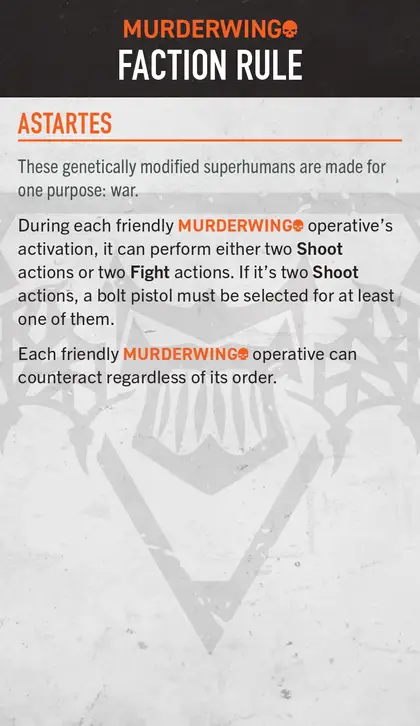 MURDERWING
FACTION RULE
ASTARTES
These genetically modified superhumans are made for
one purpose: war.
During each friendly MURDERWING operative's
activation, it can perform either two Shoot
actions or two Fight actions. If it's two Shoot
actions, a bolt pistol must be selected for at least
one of them.
Each friendly MURDERWING operative can
counteract regardless of its order.